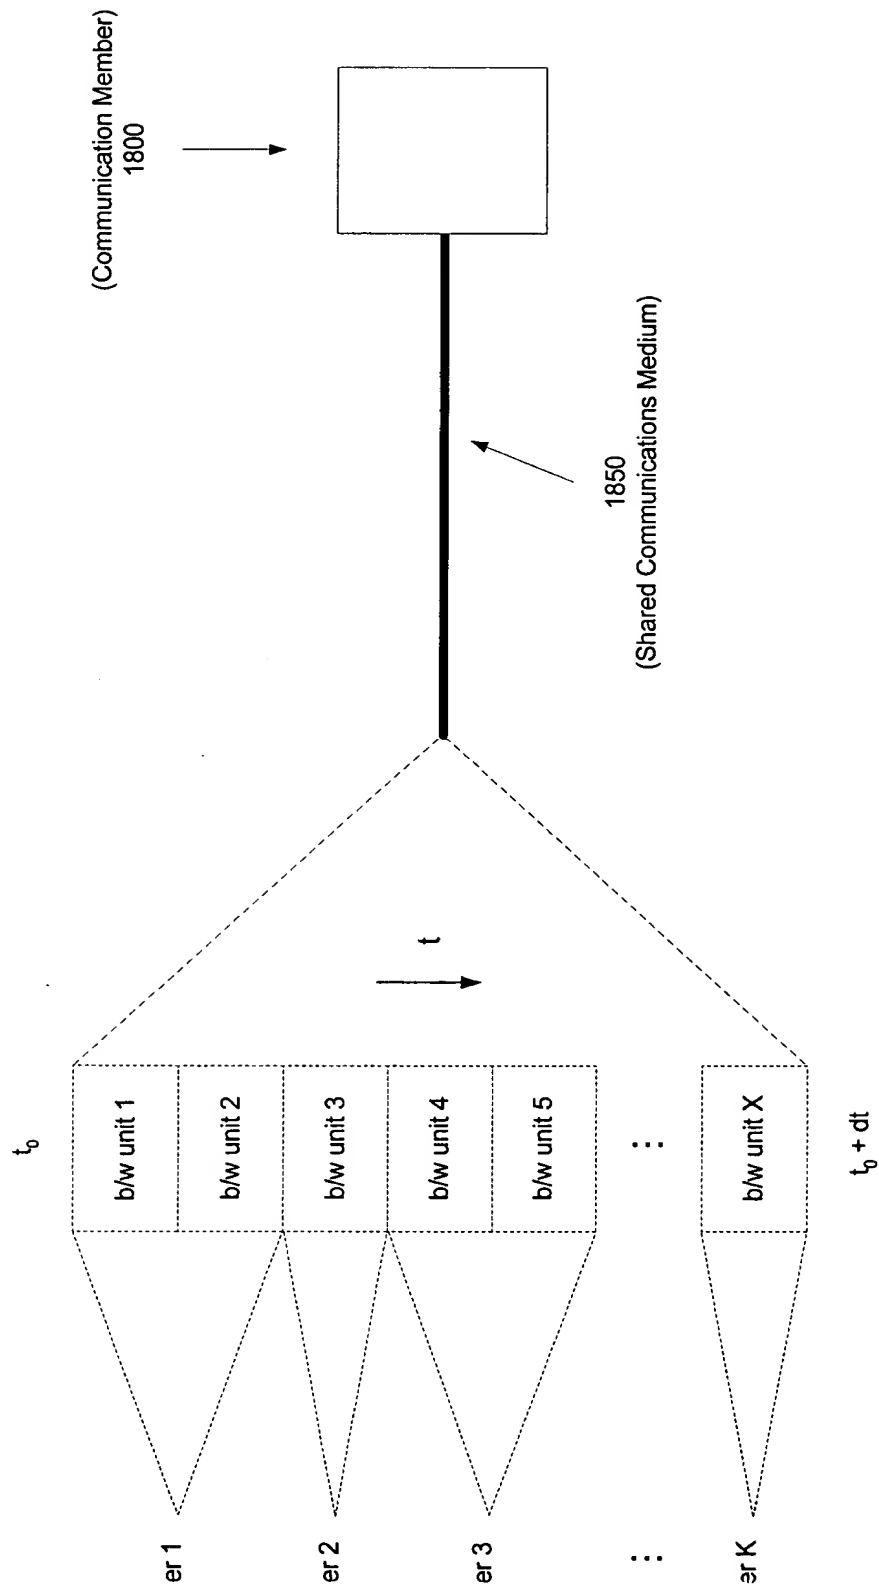 (Communication Member)
1800
1850
(Shared Communications Medium)
t
t₀
b/w unit 1
b/w unit 2
b/w unit 3
b/w unit 4
b/w unit 5
⋮
b/w unit X
t₀ + dt
er 1
er 2
er 3
⋮
er K